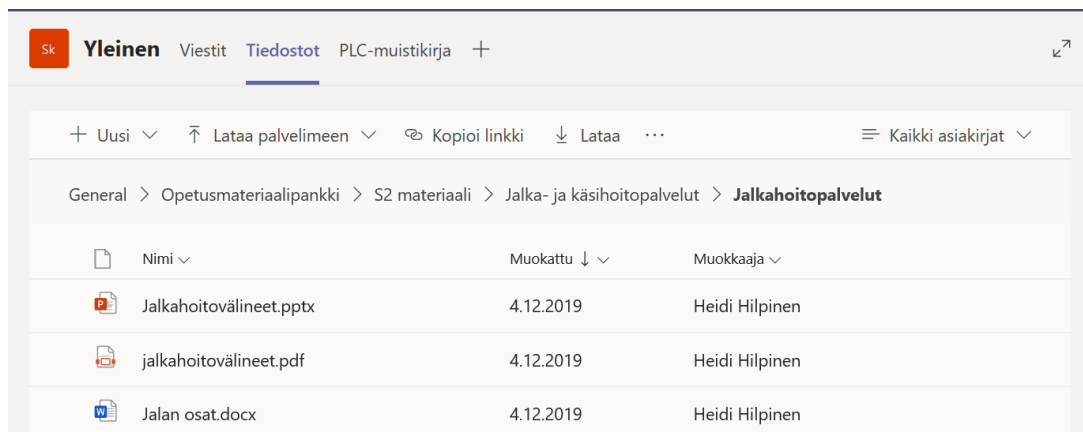 Sk Yleinen Viestit Tiedostot PLC-muistikirja
Uusi Lataa palvelimeen Kopioi linkki Lataa ··· Kaikki asiakirjat
General > Opetusmateriaalipankki > S2 materiaali > Jalka- ja käsihoitopalvelut > Jalkahoitopalvelut
Nimi Muokattu ↓ Muokkaaja
Jalkahoitovälineet.pptx 4.12.2019 Heidi Hilpinen
jalkahoitovälineet.pdf 4.12.2019 Heidi Hilpinen
Jalan osat.docx 4.12.2019 Heidi Hilpinen